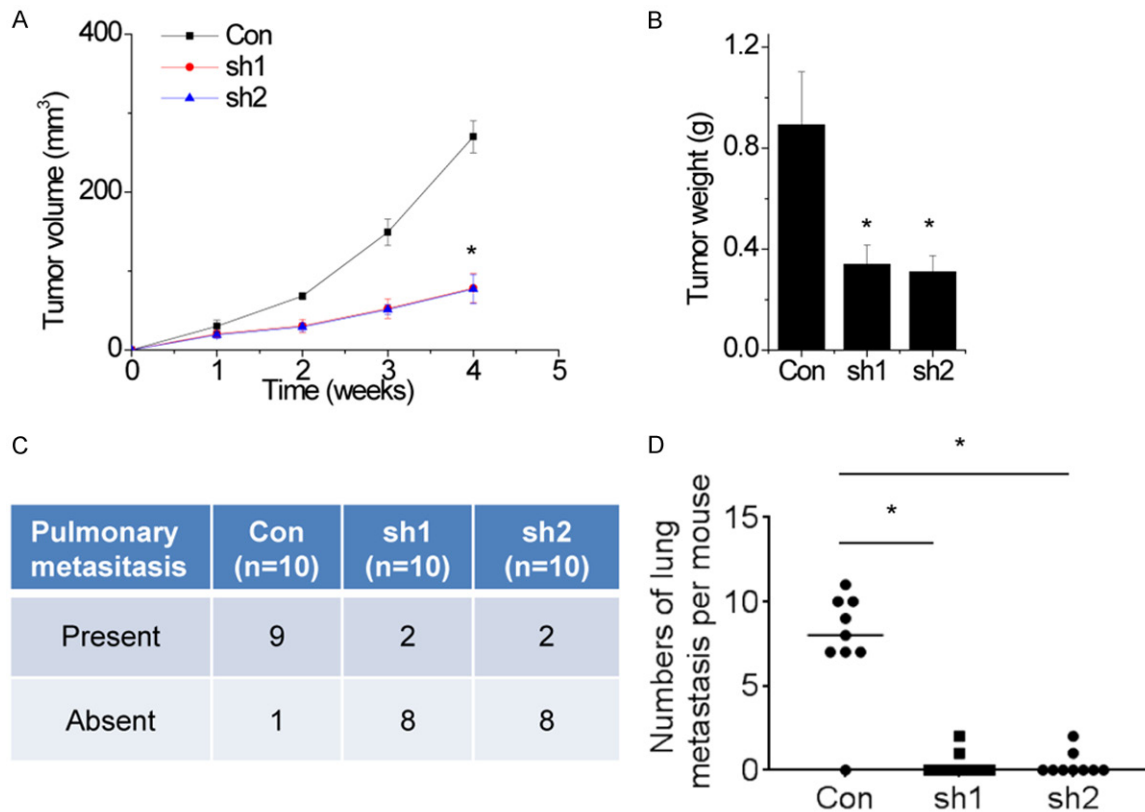 A
400
200
0
Tumor volume (mm³)
Con
sh1
sh2
*
0 1 2 3 4 5
Time (weeks)
B
1.2
0.8
0.4
0.0
Tumor weight (g)
* *
Con sh1 sh2
C
Pulmonary metasitasis Con (n=10) sh1 (n=10) sh2 (n=10)
Present 9 2 2
Absent 1 8 8
D
*
*
15
10
5
0
Numbers of lung
metastasis per mouse
Con sh1 sh2